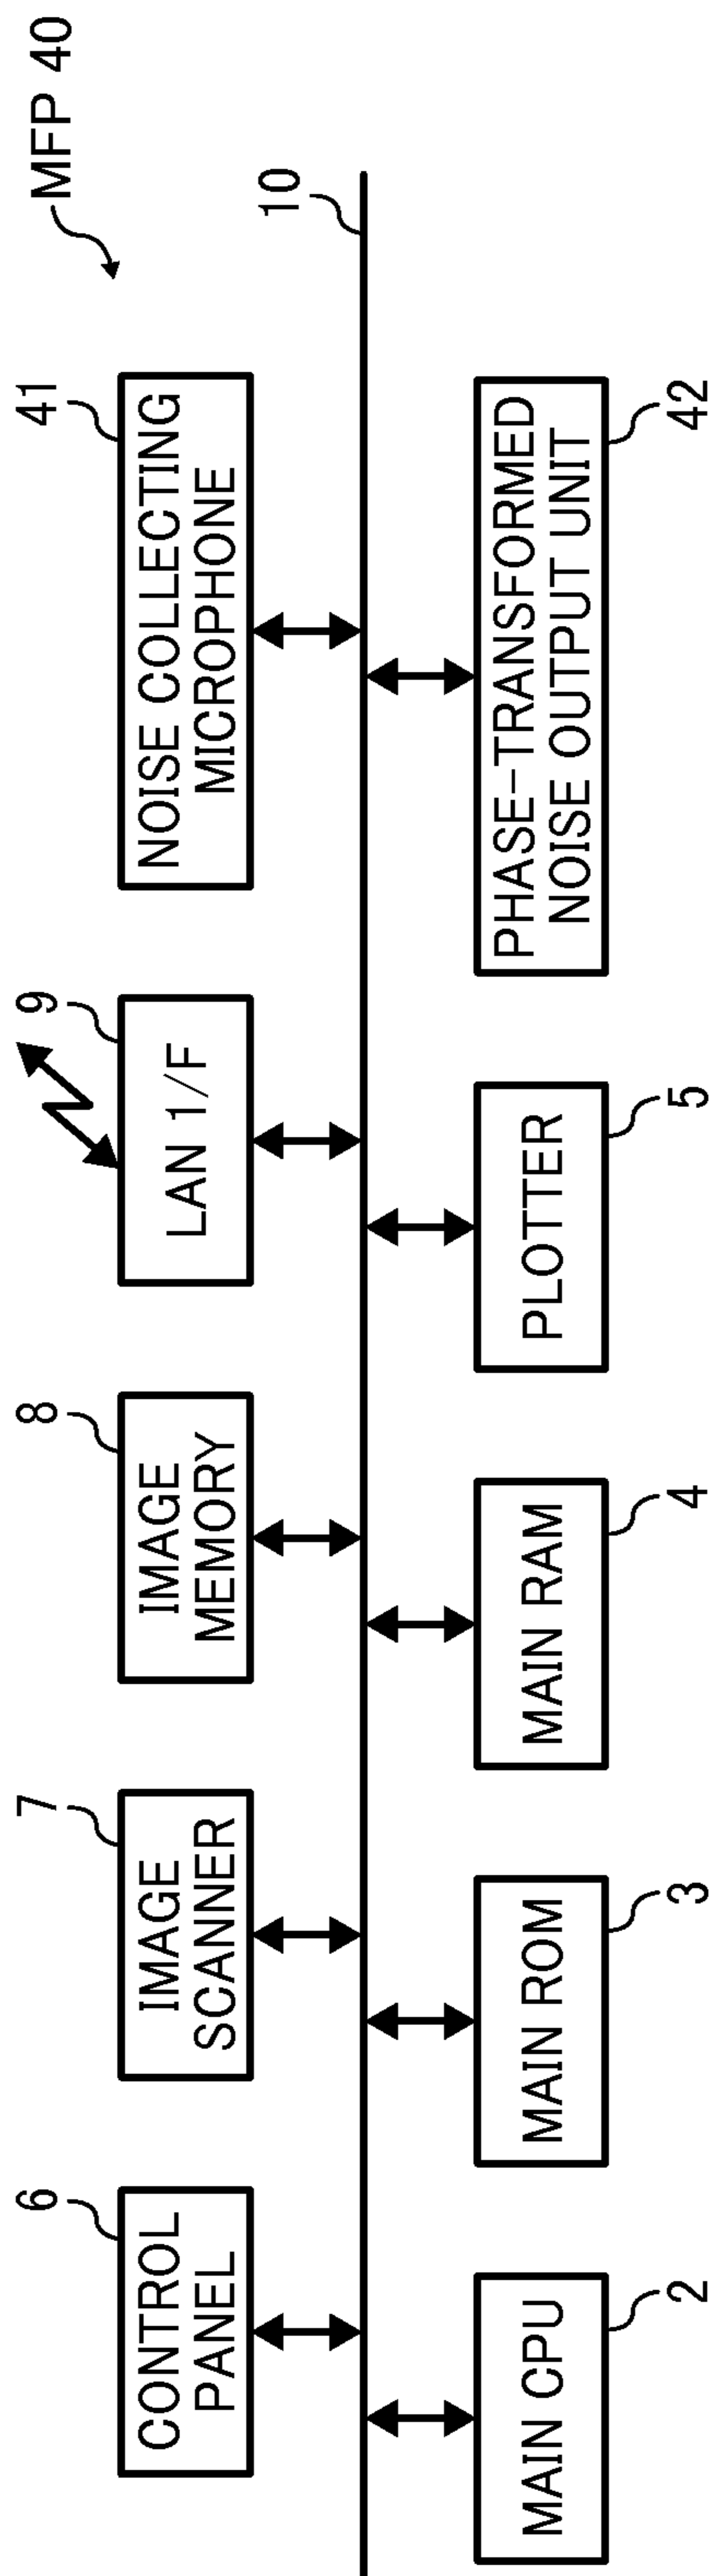 MFP 40
6
7
8
9
41
CONTROL
PANEL
IMAGE
SCANNER
IMAGE
MEMORY
LAN 1/F
NOISE COLLECTING
MICROPHONE
10
MAIN CPU
MAIN ROM
MAIN RAM
PLOTTER
PHASE-TRANSFORMED
NOISE OUTPUT UNIT
2
3
4
5
42